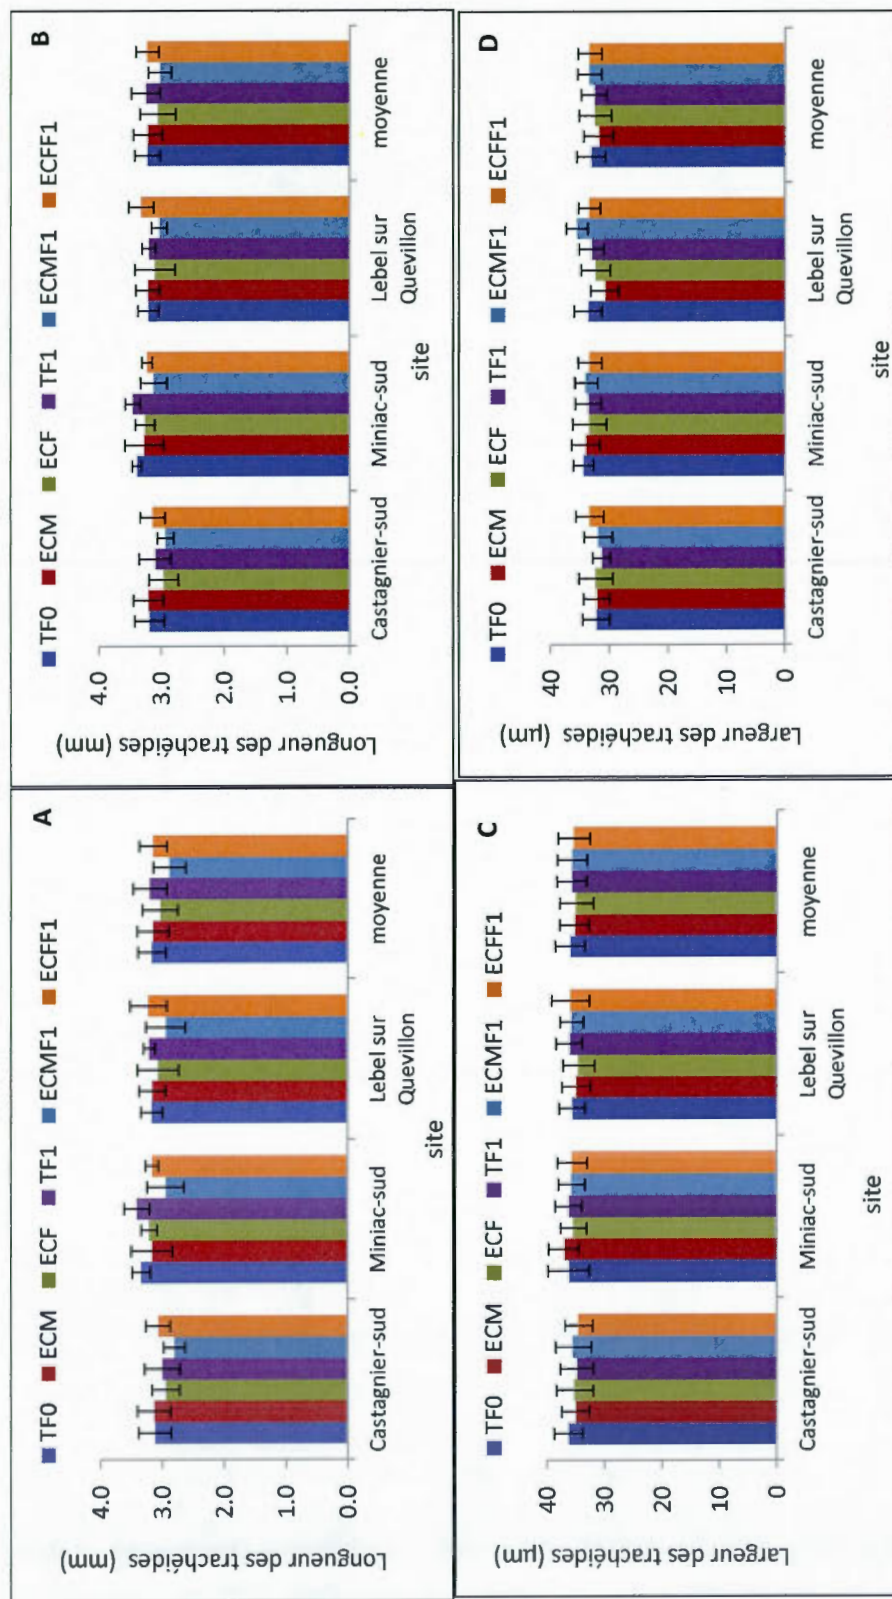 A
TF0 ECM ECF TF1 ECMF1 ECFF1
Longueur des trachéides (mm)
4.0
3.0
2.0
1.0
0.0
Castagnier-sud Miniac-sud Lebel sur Quevillon moyenne
site
B
TF0 ECM ECF TF1 ECMF1 ECFF1
Longueur des trachéides (mm)
4.0
3.0
2.0
1.0
0.0
Castagnier-sud Miniac-sud Lebel sur Quevillon moyenne
site
C
TF0 ECM ECF TF1 ECMF1 ECFF1
Largeur des trachéides (µm)
40
30
20
10
0
Castagnier-sud Miniac-sud Lebel sur Quevillon moyenne
site
D
TF0 ECM ECF TF1 ECMF1 ECFF1
Largeur des trachéides (µm)
40
30
20
10
0
Castagnier-sud Miniac-sud Lebel sur Quevillon moyenne
site